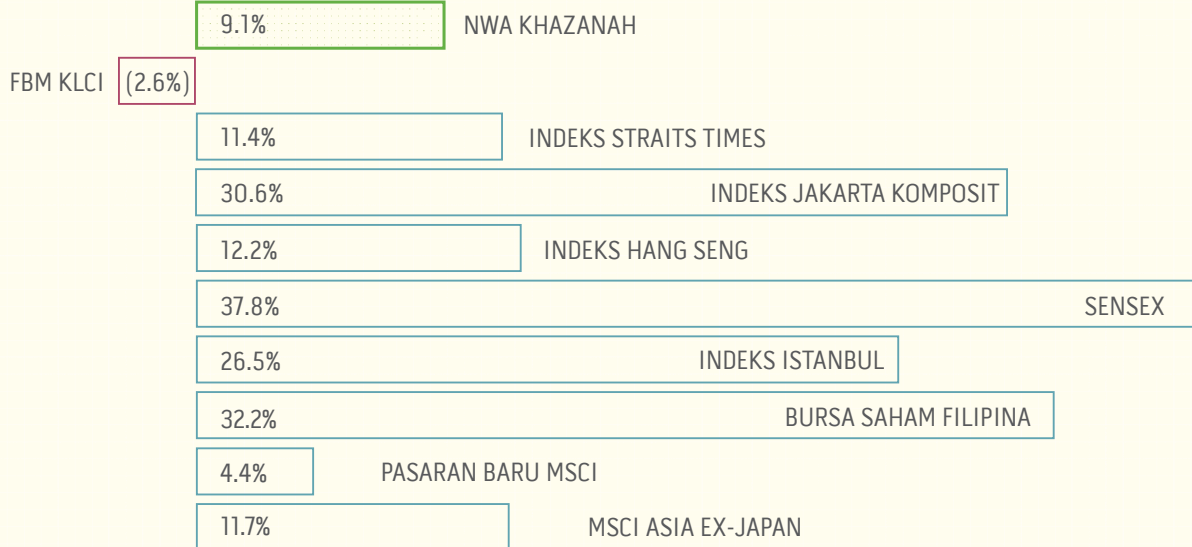 9.1% NWA KHAZANAH
FBM KLCI (2.6%)
11.4% INDEKS STRAITS TIMES
30.6% INDEKS JAKARTA KOMPOSIT
12.2% INDEKS HANG SENG
37.8% SENSEX
26.5% INDEKS ISTANBUL
32.2% BURSA SAHAM FILIPINA
4.4% PASARAN BARU MSCI
11.7% MSCI ASIA EX-JAPAN